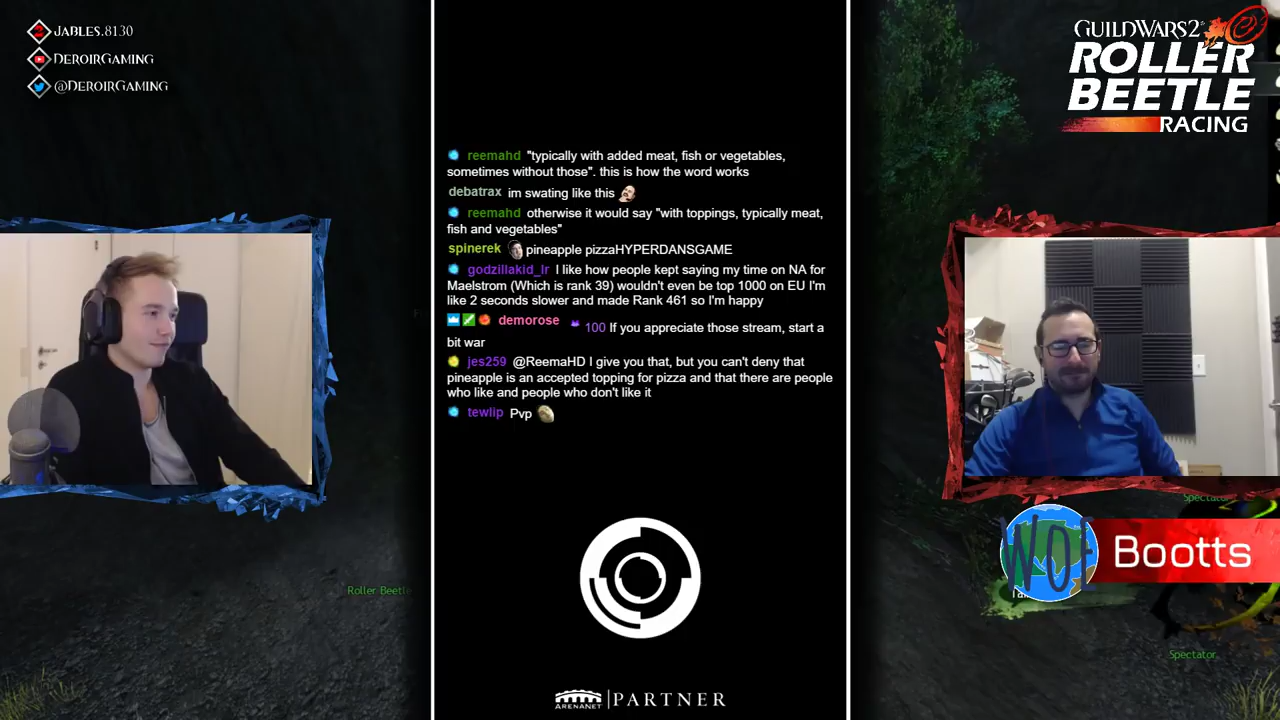 JABLES.8130
DEROIRGAMING
@DEROIRGAMING
GUILD WARS 2
ROLLER
BEETLE
RACING
reemahd "typically with added meat, fish or vegetables,
sometimes without those". this is how the word works
debatrax im swating like this
reemahd otherwise it would say "with toppings, typically meat,
fish and vegetables"
spinerek pineapple pizzaHYPERDANSGAME
godzillakid_lr I like how people kept saying my time on NA for
Maelstrom (Which is rank 39) wouldn't even be top 1000 on EU I'm
like 2 seconds slower and made Rank 461 so I'm happy
demorose 100 If you appreciate those stream, start a
bit war
jes259 @ReemaHD I give you that, but you can't deny that
pineapple is an accepted topping for pizza and that there are people
who like and people who don't like it
tewlip Pvp
Spectator
WOE
Bootts
Roller Beetle
Spectator
ARENANET | PARTNER